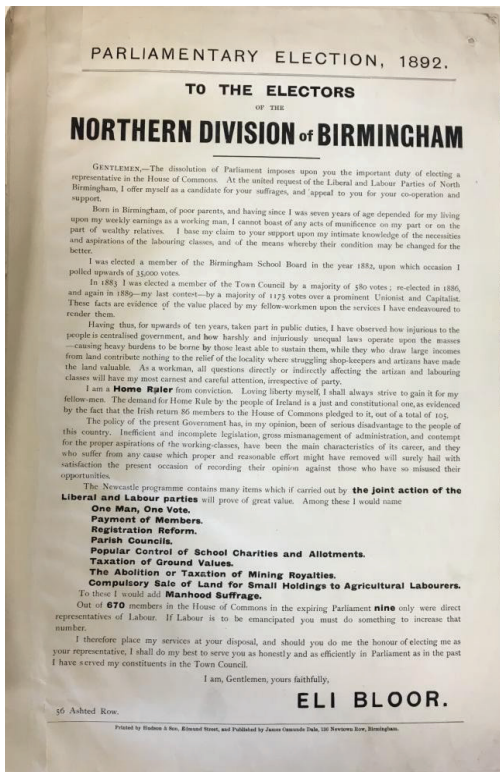 PARLIAMENTARY ELECTION, 1892.
TO THE ELECTORS
OF THE
NORTHERN DIVISION of BIRMINGHAM
GENTLEMEN,—The dissolution of Parliament imposes upon you the important duty of electing a
representative in the House of Commons. At the united request of the Liberal and Labour Parties of North
Birmingham, I offer myself as a candidate for your suffrages, and appeal to you for your co-operation and
support.
Born in Birmingham, of poor parents, and having since I was seven years of age depended for my living
upon my weekly earnings as a working man, I cannot boast of any acts of munificence on my part or on the
part of wealthy relatives. I base my claim to your support upon my intimate knowledge of the necessities
and aspirations of the labouring classes, and of the means whereby their condition may be changed for the
better.
I was elected a member of the Birmingham School Board in the year 1882, upon which occasion I
polled upwards of 35,000 votes.
In 1883 I was elected a member of the Town Council by a majority of 580 votes; re-elected in 1886,
and again in 1889—my last contest—by a majority of 1175 votes over a prominent Unionist and Capitalist.
These facts are evidence of the value placed by my fellow-workmen upon the services I have endeavoured to
render them.
Having thus, for upwards of ten years, taken part in public duties, I have observed how injurious to the
people is centralised government, and how harshly and injuriously unequal laws operate upon the masses
—causing heavy burdens to be borne by those least able to sustain them, while they who draw large incomes
from land contribute nothing to the relief of the locality where struggling shop-keepers and artizans have made
the land valuable. As a workman, all questions directly or indirectly affecting the artizan and labouring
classes will have my most earnest and careful attention, irrespective of party.
I am a Home Ruler from conviction. Loving liberty myself, I shall always strive to gain it for my
fellow-men. The demand for Home Rule by the people of Ireland is a just and constitutional one, as evidenced
by the fact that the Irish return 86 members to the House of Commons pledged to it, out of a total of 105.
The policy of the present Government has, in my opinion, been of serious disadvantage to the people of
this country. Inefficient and incomplete legislation, gross mismanagement of administration, and contempt
for the proper aspirations of the working-classes, have been the main characteristics of its career, and they
who suffer from any cause which proper and reasonable effort might have removed will surely hail with
satisfaction the present occasion of recording their opinion against those who have so misused their
opportunities.
The Newcastle programme contains many items which if carried out by the joint action of the
Liberal and Labour parties will prove of great value. Among these I would name
One Man, One Vote.
Payment of Members.
Registration Reform.
Parish Councils.
Popular Control of School Charities and Allotments.
Taxation of Ground Values.
The Abolition or Taxation of Mining Royalties.
Compulsory Sale of Land for Small Holdings to Agricultural Labourers.
To these I would add Manhood Suffrage.
Out of 670 members in the House of Commons in the expiring Parliament nine only were direct
representatives of Labour. If Labour is to be emancipated you must do something to increase that
number.
I therefore place my services at your disposal, and should you do me the honour of electing me as
your representative, I shall do my best to serve you as honestly and as efficiently in Parliament as in the past
I have served my constituents in the Town Council.
I am, Gentlemen, yours faithfully,
ELI BLOOR.
56 Ashted Row.
Printed by Hudson & Son, Edmund Street, and Published by James Osmonde Dale, 120 Newtown Row, Birmingham.